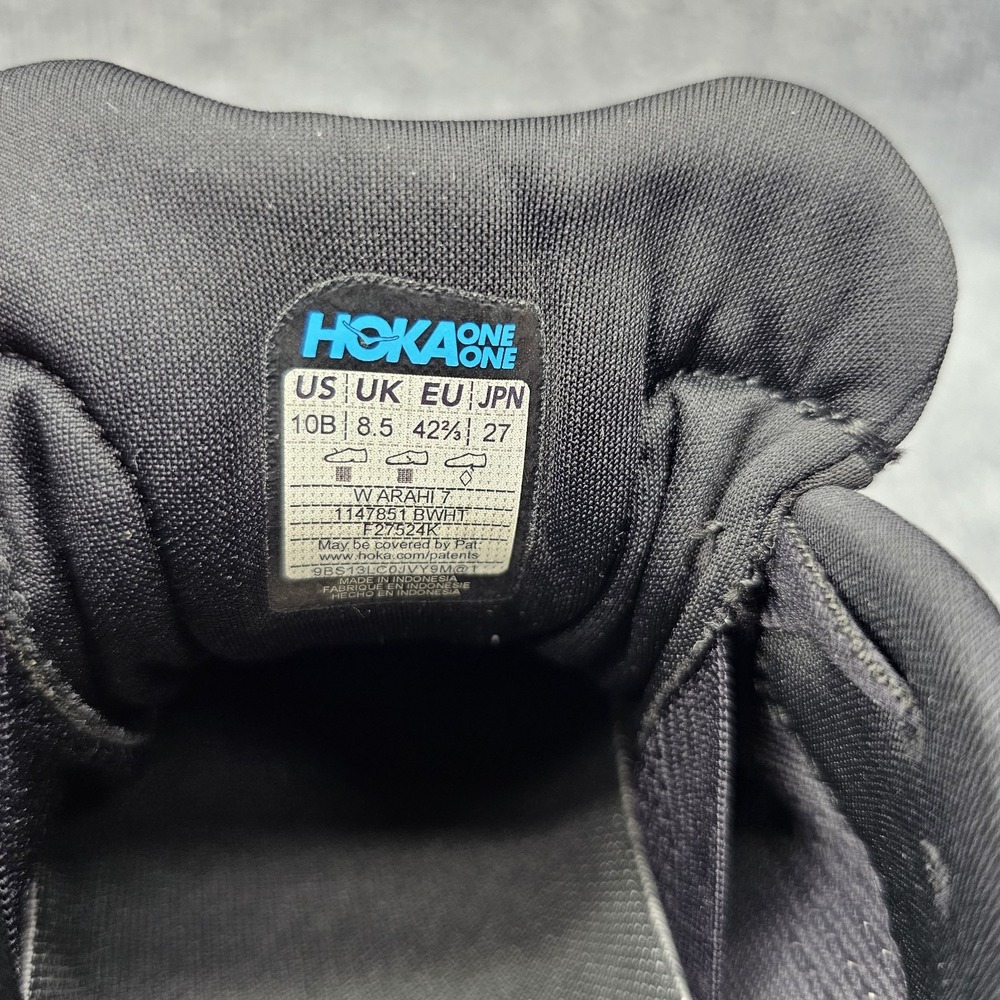 HOKA ONE ONE
US UK EU JPN
10B 8.5 42⅔ 27
W ARAHI 7
1147851 BWHT
F27524K
May be covered by Pat:
www.hoka.com/patents
9BS13LC0JVY9M@1
MADE IN INDONESIA
FABRIQUE EN INDONESIE
HECHO EN INDONESIA